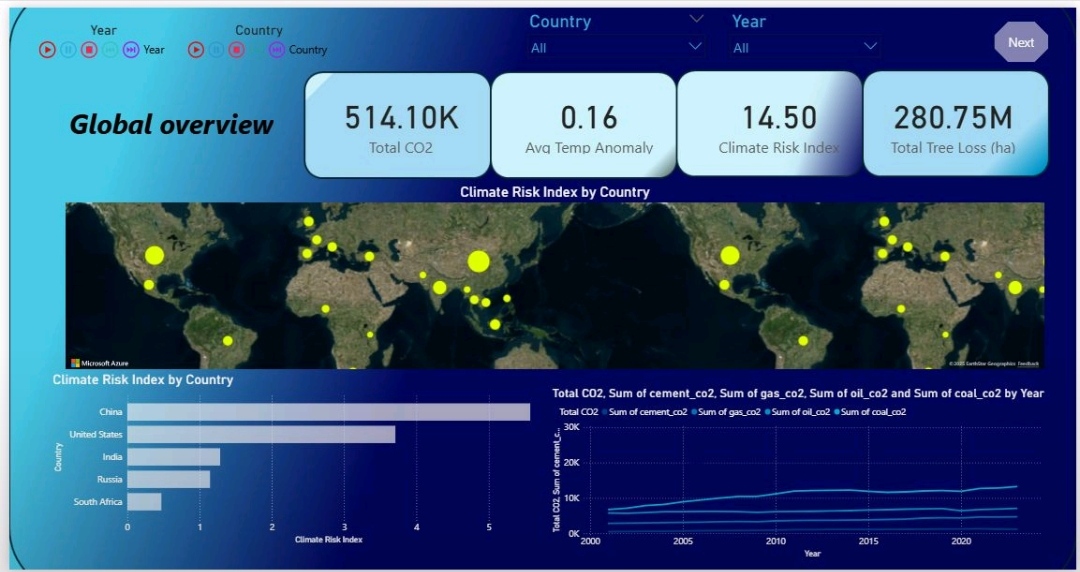 Year
Country
Year
Country
Country
Year
All
All
Next
Global overview
514.10K
Total CO2
0.16
Avg Temp Anomaly
14.50
Climate Risk Index
280.75M
Total Tree Loss (ha)
Climate Risk Index by Country
Microsoft Azure
Climate Risk Index by Country
Country
China
United States
India
Russia
South Africa
0 1 2 3 4 5
Climate Risk Index
Total CO2, Sum of cement_co2, Sum of gas_co2, Sum of oil_co2 and Sum of coal_co2 by Year
Total CO2 Sum of cement_co2 Sum of gas_co2 Sum of oil_co2 Sum of coal_co2
Total CO2, Sum of cement_c...
30K
20K
10K
0K
2000 2005 2010 2015 2020
Year